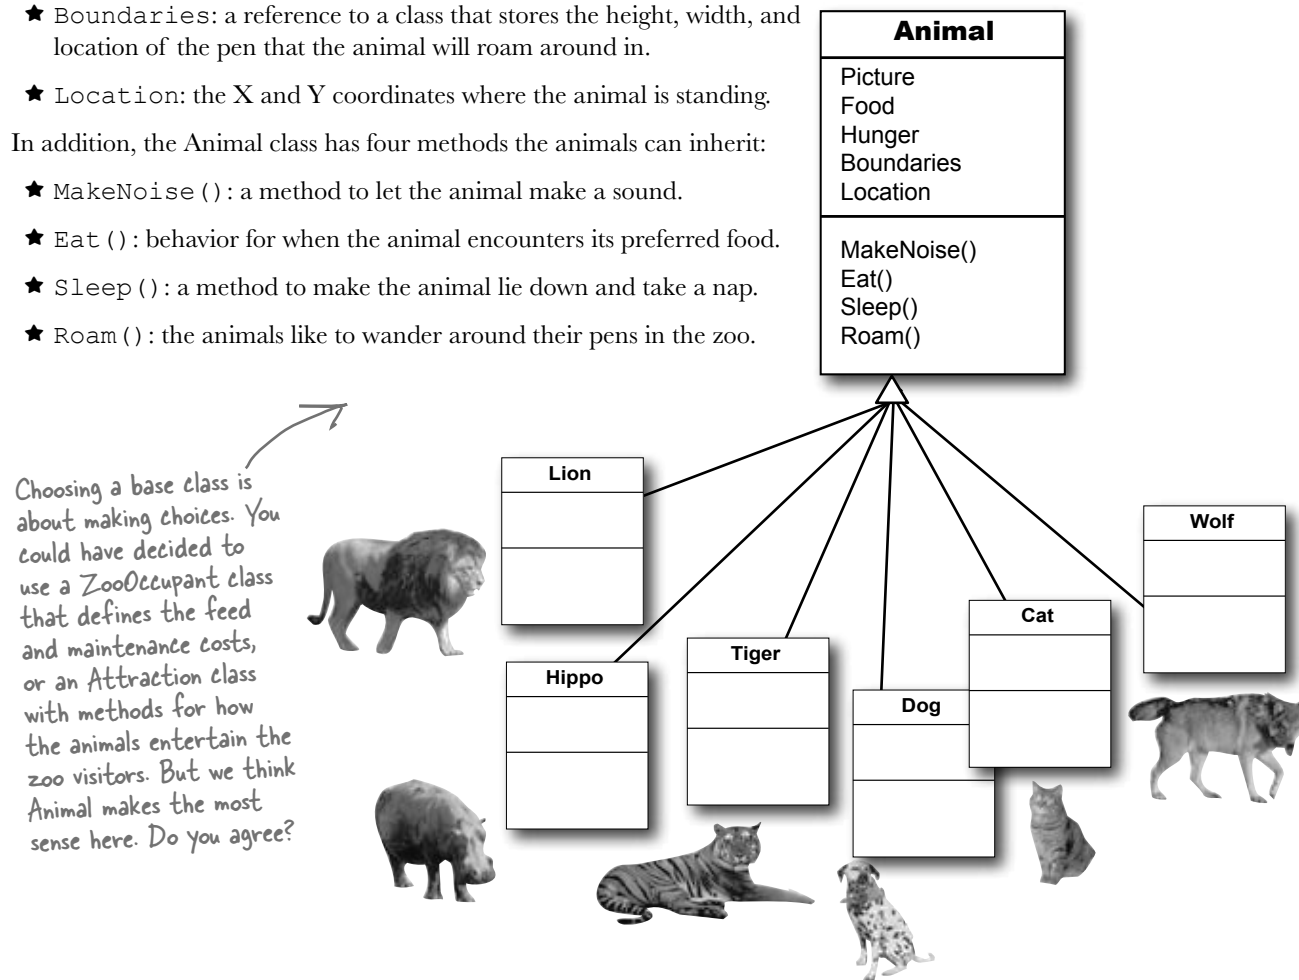 ★ Boundaries: a reference to a class that stores the height, width, and
location of the pen that the animal will roam around in.
★ Location: the X and Y coordinates where the animal is standing.
In addition, the Animal class has four methods the animals can inherit:
★ MakeNoise(): a method to let the animal make a sound.
★ Eat(): behavior for when the animal encounters its preferred food.
★ Sleep(): a method to make the animal lie down and take a nap.
★ Roam(): the animals like to wander around their pens in the zoo.
Animal
Picture
Food
Hunger
Boundaries
Location
MakeNoise()
Eat()
Sleep()
Roam()
Choosing a base class is
about making choices. You
could have decided to
use a ZooOccupant class
that defines the feed
and maintenance costs,
or an Attraction class
with methods for how
the animals entertain the
zoo visitors. But we think
Animal makes the most
sense here. Do you agree?
Lion
Hippo
Tiger
Dog
Cat
Wolf